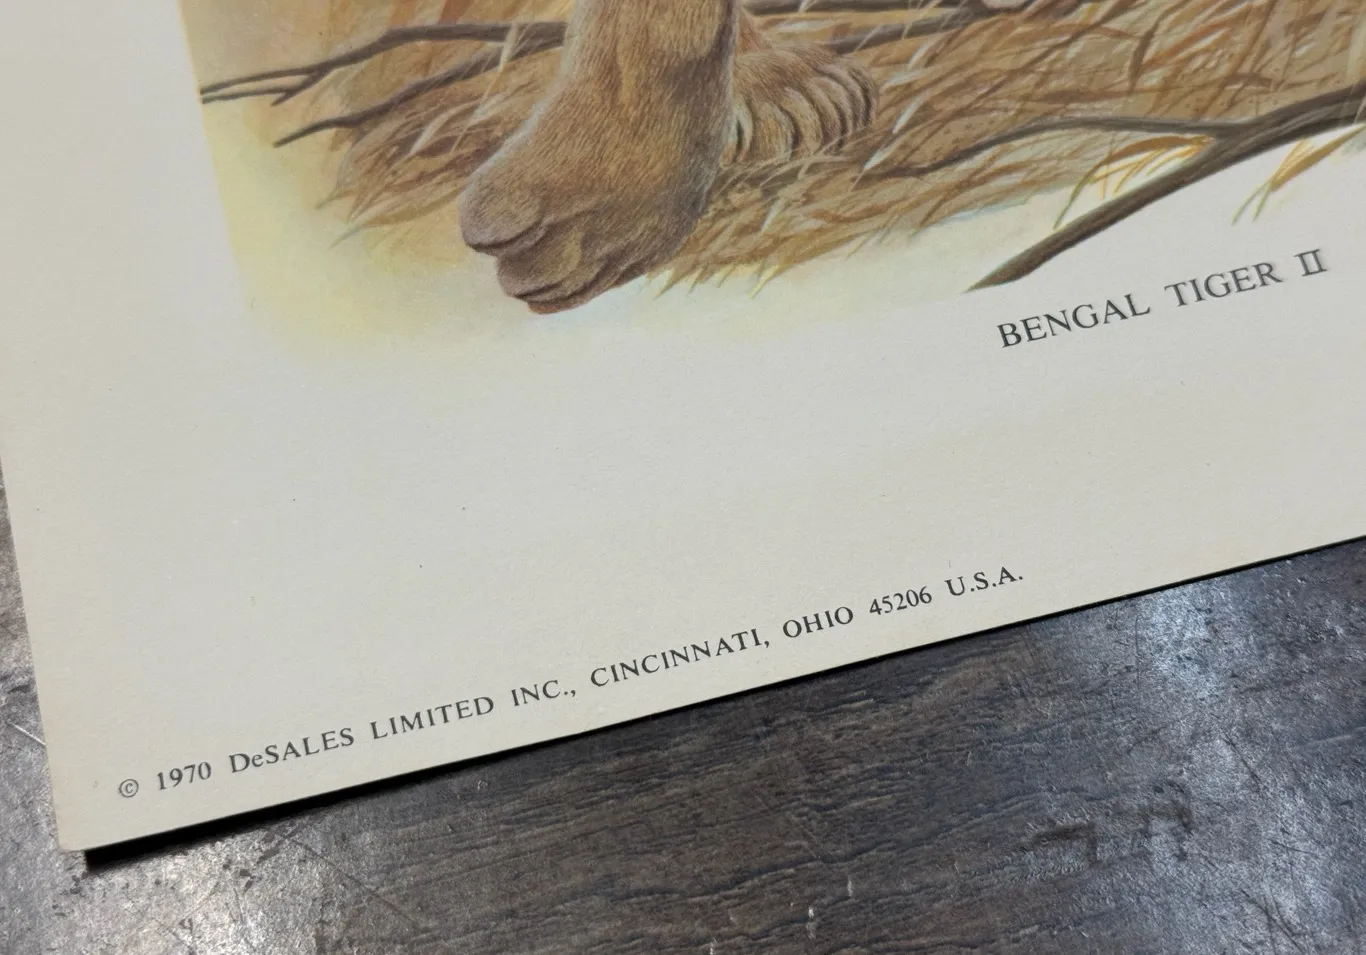 BENGAL TIGER II
© 1970 DeSALES LIMITED INC., CINCINNATI, OHIO 45206 U.S.A.